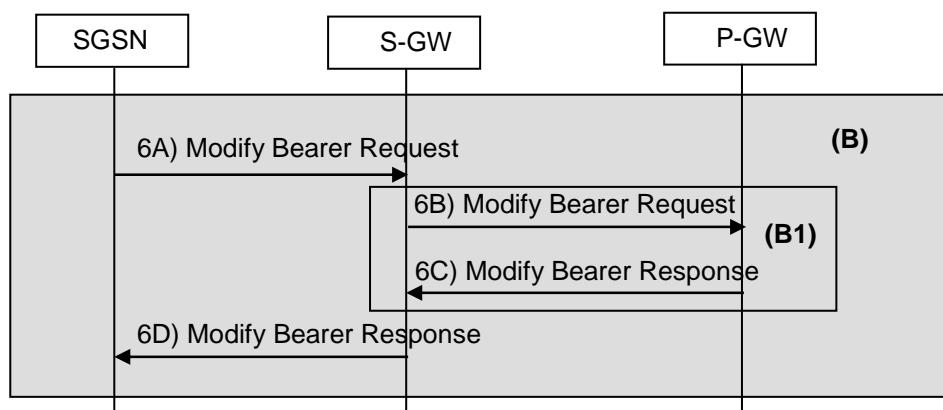 SGSN
S-GW
P-GW
(B)
6A) Modify Bearer Request
6B) Modify Bearer Request
(B1)
6C) Modify Bearer Response
6D) Modify Bearer Response